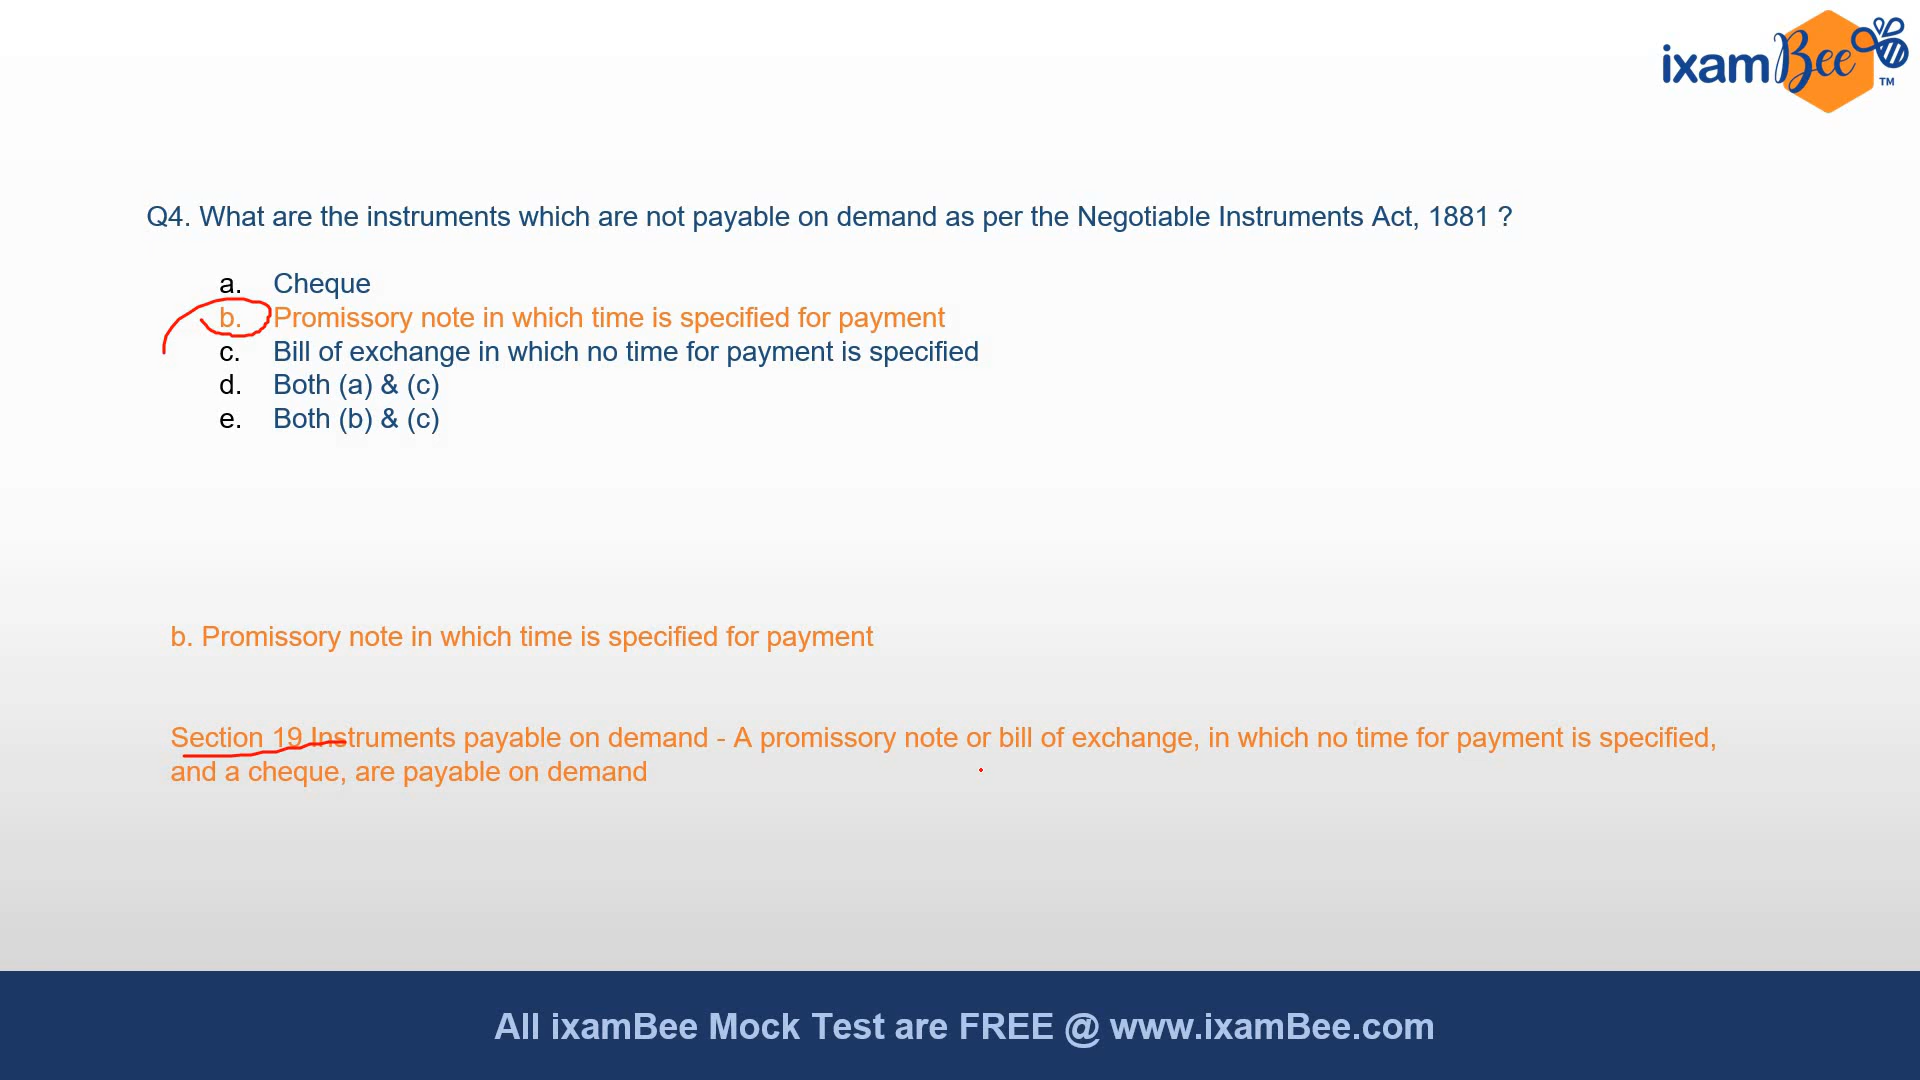 ixamBee
TM
Q4. What are the instruments which are not payable on demand as per the Negotiable Instruments Act, 1881 ?
a. Cheque
b. Promissory note in which time is specified for payment
c. Bill of exchange in which no time for payment is specified
d. Both (a) & (c)
e. Both (b) & (c)
b. Promissory note in which time is specified for payment
Section 19 Instruments payable on demand - A promissory note or bill of exchange, in which no time for payment is specified,
and a cheque, are payable on demand
All ixamBee Mock Test are FREE @ www.ixamBee.com